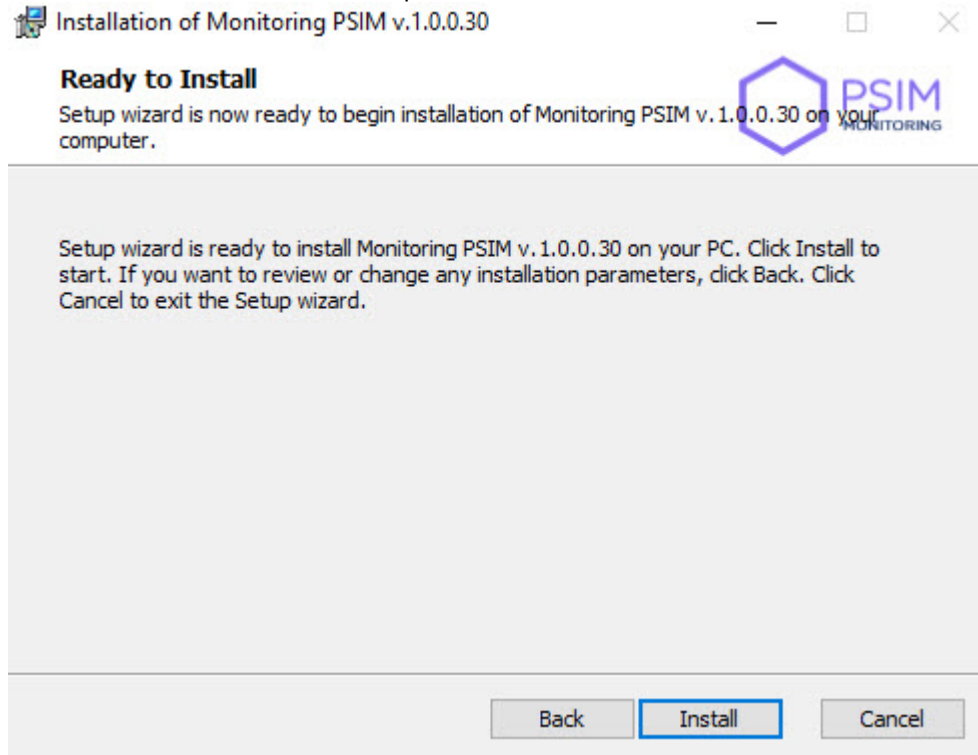 Installation of Monitoring PSIM v.1.0.0.30
Ready to Install
Setup wizard is now ready to begin installation of Monitoring PSIM v.1.0.0.30 on your
computer.
PSIM
MONITORING
Setup wizard is ready to install Monitoring PSIM v.1.0.0.30 on your PC. Click Install to
start. If you want to review or change any installation parameters, click Back. Click
Cancel to exit the Setup wizard.
Back
Install
Cancel